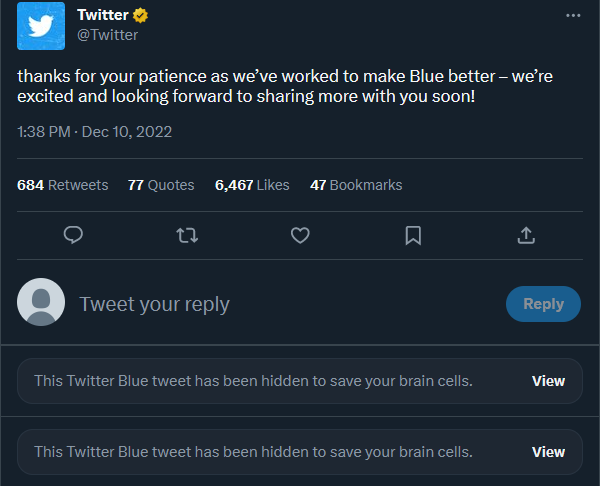 Twitter
@Twitter
thanks for your patience as we’ve worked to make Blue better – we’re
excited and looking forward to sharing more with you soon!
1:38 PM · Dec 10, 2022
684 Retweets 77 Quotes 6,467 Likes 47 Bookmarks
Tweet your reply Reply
This Twitter Blue tweet has been hidden to save your brain cells. View
This Twitter Blue tweet has been hidden to save your brain cells. View